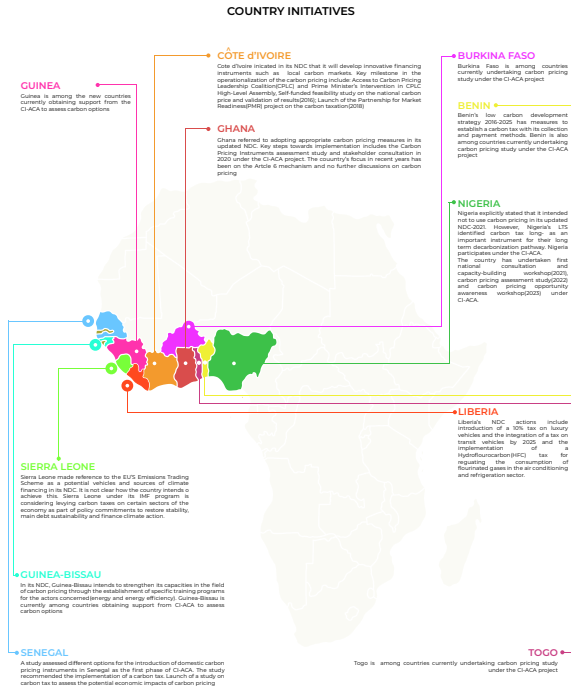 COUNTRY INITIATIVES
CÔTE d'IVOIRE
Cote d'Ivoire inicated in its NDC that it will develop innovative financing
instruments such as local carbon markets. Key milestone in the
operationalization of the carbon pricing include: Access to Carbon Pricing
Leadership Coalition(CPLC) and Prime Minister's Intervention in CPLC
High-Level Assembly, Self-funded feasibility study on the national carbon
price and validation of results(2016); Launch of the Partnership for Market
Readiness(PMR) project on the carbon taxation(2018)
BURKINA FASO
Burkina Faso is among countries
currently undertaking carbon pricing
study under the CI-ACA project
GUINEA
Guinea is among the new countries
currently obtaining support from the
CI-ACA to assess carbon options
BENIN
Benin's low carbon development
strategy 2016-2025 has measures to
establish a carbon tax with its collection
and payment methods. Benin is also
among countries currently undertaking
carbon pricing study under the CI-ACA
project
GHANA
Ghana referred to adopting appropriate carbon pricing measures in its
updated NDC. Key steps towards implementation includes the Carbon
Pricing Instruments assessment study and stakeholder consultation in
2020 under the CI-ACA project. The country's focus in recent years has
been on the Article 6 mechanism and no further discussions on carbon
pricing
NIGERIA
Nigeria explicitly stated that it intended
not to use carbon pricing in its updated
NDC-2021. However, Nigeria's LTS
identified carbon tax long- as an
important instrument for their long
term decarbonization pathway. Nigeria
participates under the CI-ACA.
The country has undertaken first
national consultation and
capacity-building workshop(2021),
carbon pricing assessment study(2022)
and carbon pricing opportunity
awareness workshop(2023) under
CI-ACA.
LIBERIA
Liberia's NDC actions include
introduction of a 10% tax on luxury
vehicles and the integration of a tax on
transit vehicles by 2025 and the
implementation of a
Hydroflourocarbon(HFC) tax for
reguating the consumption of
flourinated gases in the air conditioning
and refrigeration sector.
SIERRA LEONE
Sierra Leone made reference to the EU'S Emissions Trading
Scheme as a potential vehicles and sources of climate
financing in its NDC. It is not clear how the country intends o
achieve this. Sierra Leone under its IMF program is
considering levying carbon taxes on certain sectors of the
economy as part of policy commitments to restore stability,
main debt sustainability and finance climate action.
GUINEA-BISSAU
In its NDC, Guinea-Bissau intends to strengthen its capacities in the field
of carbon pricing through the establishment of specific training programs
for the actors concerned(energy and energy efficiency). Guinea-Bissau is
currently among countries obtaining support from CI-ACA to assess
carbon options
SENEGAL
A study assessed different options for the introduction of domestic carbon
pricing instruments in Senegal as the first phase of CI-ACA. The study
recommended the implementation of a carbon tax. Launch of a study on
carbon tax to assess the potential economic impacts of carbon pricing
TOGO
Togo is among countries currently undertaking carbon pricing study
under the CI-ACA project